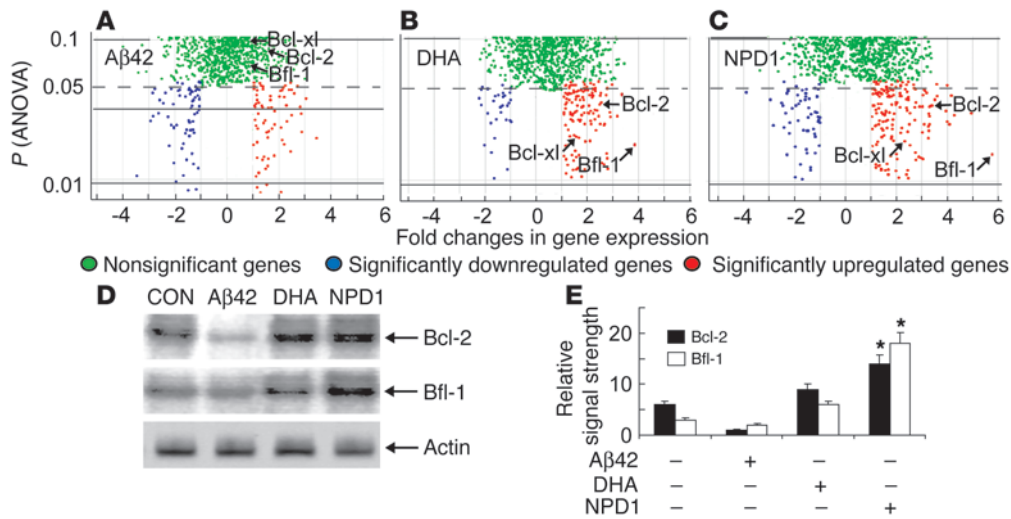 A
B
C
0.1
0.05
0.01
P (ANOVA)
Aβ42
Bcl-xl
Bcl-2
Bfl-1
DHA
Bcl-2
Bcl-xl
Bfl-1
NPD1
Bcl-2
Bcl-xl
Bfl-1
-4 -2 0 2 4 6
-4 -2 0 2 4 6
-4 -2 0 2 4 6
Fold changes in gene expression
Nonsignificant genes Significantly downregulated genes Significantly upregulated genes
D
CON Aβ42 DHA NPD1
Bcl-2
Bfl-1
Actin
E
Relative
signal strength
20
10
0
Bcl-2
Bfl-1
* *
Aβ42 – + – –
DHA – – + –
NPD1 – – – +